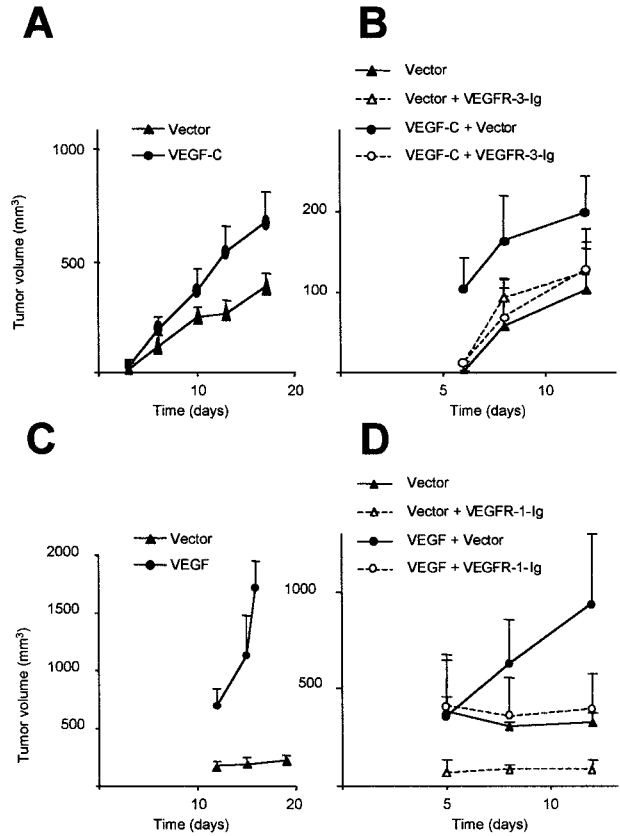 A
Vector
VEGF-C
1000
500
10
20
Tumor volume (mm³)
Time (days)
B
Vector
Vector + VEGFR-3-Ig
VEGF-C + Vector
VEGF-C + VEGFR-3-Ig
200
100
5
10
Time (days)
C
Vector
VEGF
2000
1500
1000
500
10
20
Tumor volume (mm³)
Time (days)
D
Vector
Vector + VEGFR-1-Ig
VEGF + Vector
VEGF + VEGFR-1-Ig
1000
500
5
10
Time (days)